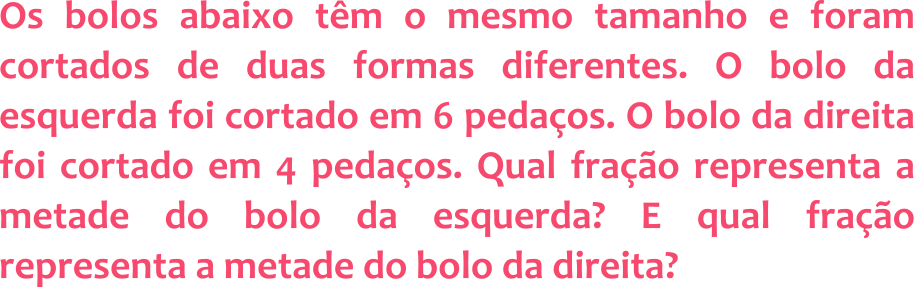 Os bolos abaixo têm o mesmo tamanho e foram
cortados de duas formas diferentes. O bolo da
esquerda foi cortado em 6 pedaços. O bolo da direita
foi cortado em 4 pedaços. Qual fração representa a
metade do bolo da esquerda? E qual fração
representa a metade do bolo da direita?